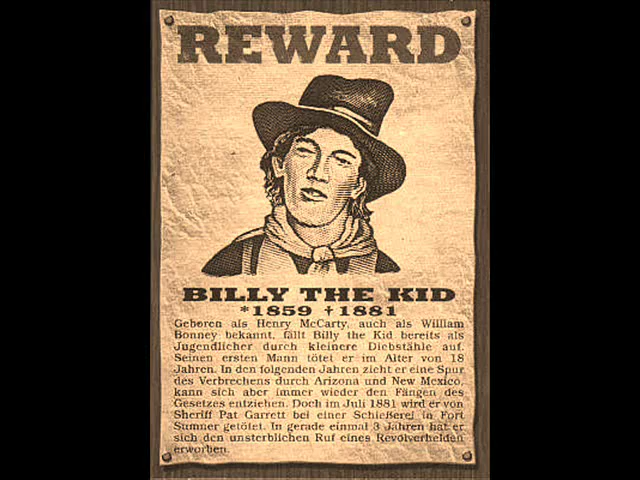 REWARD
BILLY THE KID
*1859 †1881
Geboren als Henry McCarty, auch als William
Bonney bekannt, fällt Billy the Kid bereits als
Jugendlicher durch kleinere Diebstähle auf.
Seinen ersten Mann tötet er im Alter von 18
Jahren. In den folgenden Jahren zieht er eine Spur
des Verbrechens durch Arizona und New Mexico,
kann sich aber immer wieder den Fängen des
Gesetzes entziehen. Doch im Juli 1881 wird er von
Sheriff Pat Garrett bei einer Schießerei in Fort
Sumner getötet. In gerade einmal 3 Jahren hat er
sich den unsterblichen Ruf eines Revolverhelden
erworben.